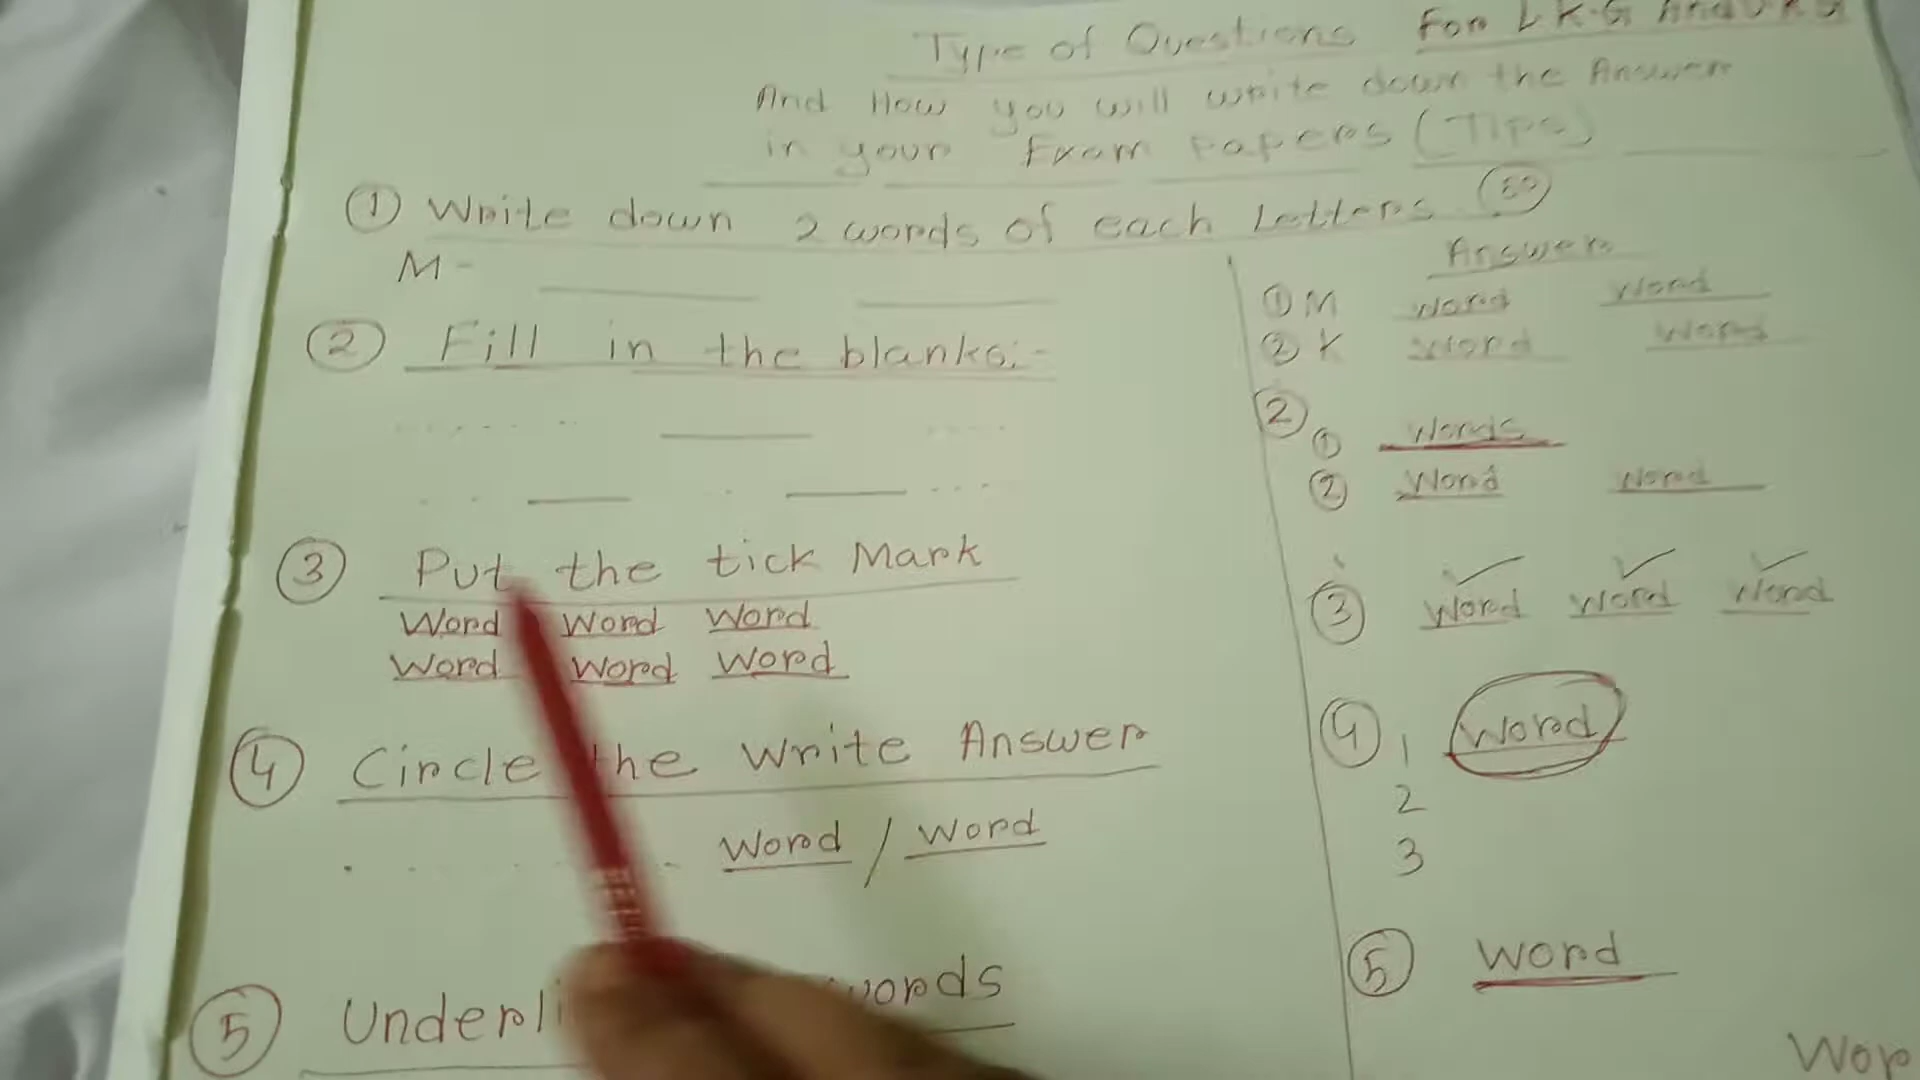 Type of Questions For L K.G And U K G
And How you will write down the Answer
in your Exam papers (Tips)
① Write down 2 words of each Letters
M -
② Fill in the blanks:-
③ Put the tick Mark
Word Word Word
Word Word Word
④ Circle the Write Answer
Word / Word
⑤ words
Answer
① M Word Word
② K Word Word
②
① Words
② Word Word
③ Word Word Word
④ 1 Word
2
3
⑤ Word